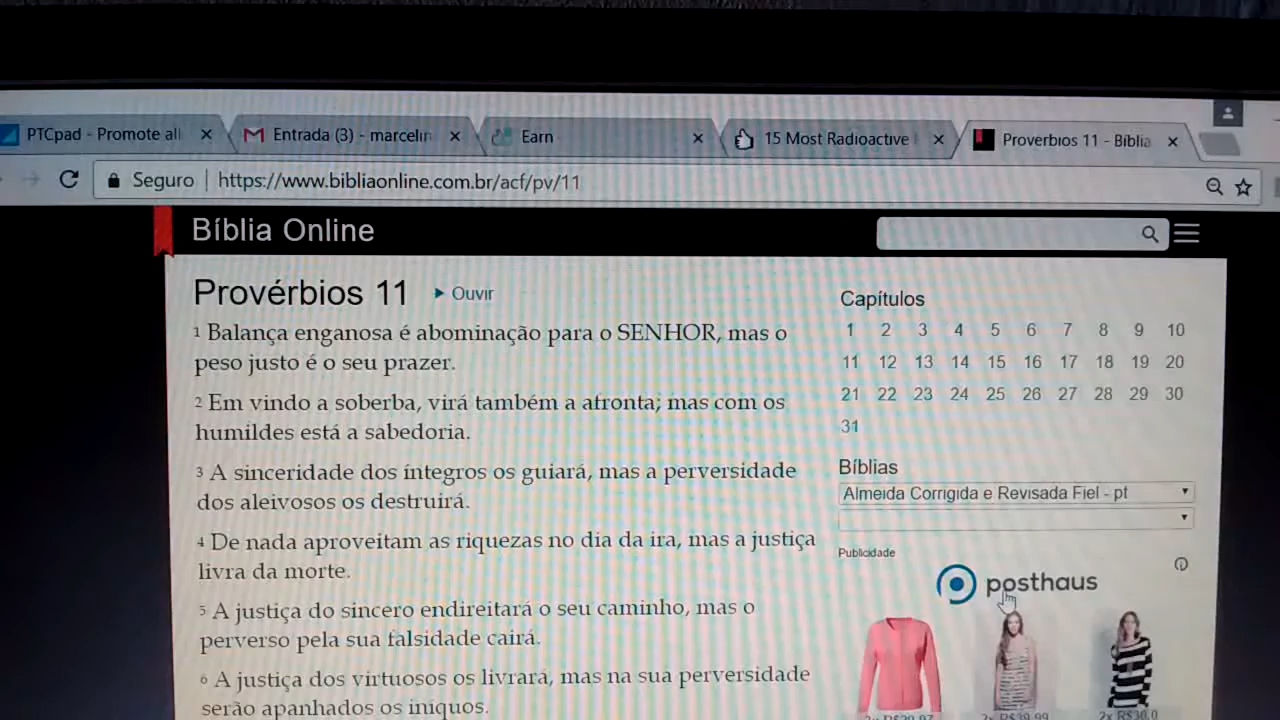 PTCpad - Promote all
Entrada (3) - marcelin
Earn
15 Most Radioactive
Proverbios 11 - Bíblia
Seguro | https://www.bibliaonline.com.br/acf/pv/11
Bíblia Online
Provérbios 11 Ouvir
1 Balança enganosa é abominação para o SENHOR, mas o
peso justo é o seu prazer.
2 Em vindo a soberba, virá também a afronta; mas com os
humildes está a sabedoria.
3 A sinceridade dos íntegros os guiará, mas a perversidade
dos aleivosos os destruirá.
4 De nada aproveitam as riquezas no dia da ira, mas a justiça
livra da morte.
5 A justiça do sincero endireitará o seu caminho, mas o
perverso pela sua falsidade cairá.
6 A justiça dos virtuosos os livrará, mas na sua perversidade
serão apanhados os iníquos.
Capítulos
1 2 3 4 5 6 7 8 9 10
11 12 13 14 15 16 17 18 19 20
21 22 23 24 25 26 27 28 29 30
31
Bíblias
Almeida Corrigida e Revisada Fiel - pt
Publicidade
posthaus